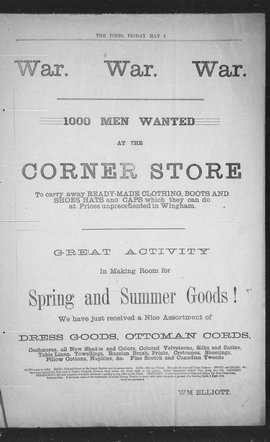 THE TIMES, FRIDAY MAY 1.
War. War. War.
1000 MEN WANTED
AT THE
CORNER STORE
To carry away READY-MADE CLOTHING, BOOTS AND
SHOES HATS and CAPS which they can do
at Prices unprecedented in Wingham.
GREAT ACTIVITY
In Making Room for
Spring and Summer Goods!
We have just received a Nice Assortment of
DRESS GOODS, OTTOMAN CORDS,
Cashmeres, all New Shades and Colors, Colored Velveteens, Silks and Satins,
Table Linen, Towellings, Russian Brush, Prints, Cretonnes, Sheetings,
Pillow Cottons, Napkins, &c. Fine Scotch and Canadian Tweeds
WM ELLIOTT.